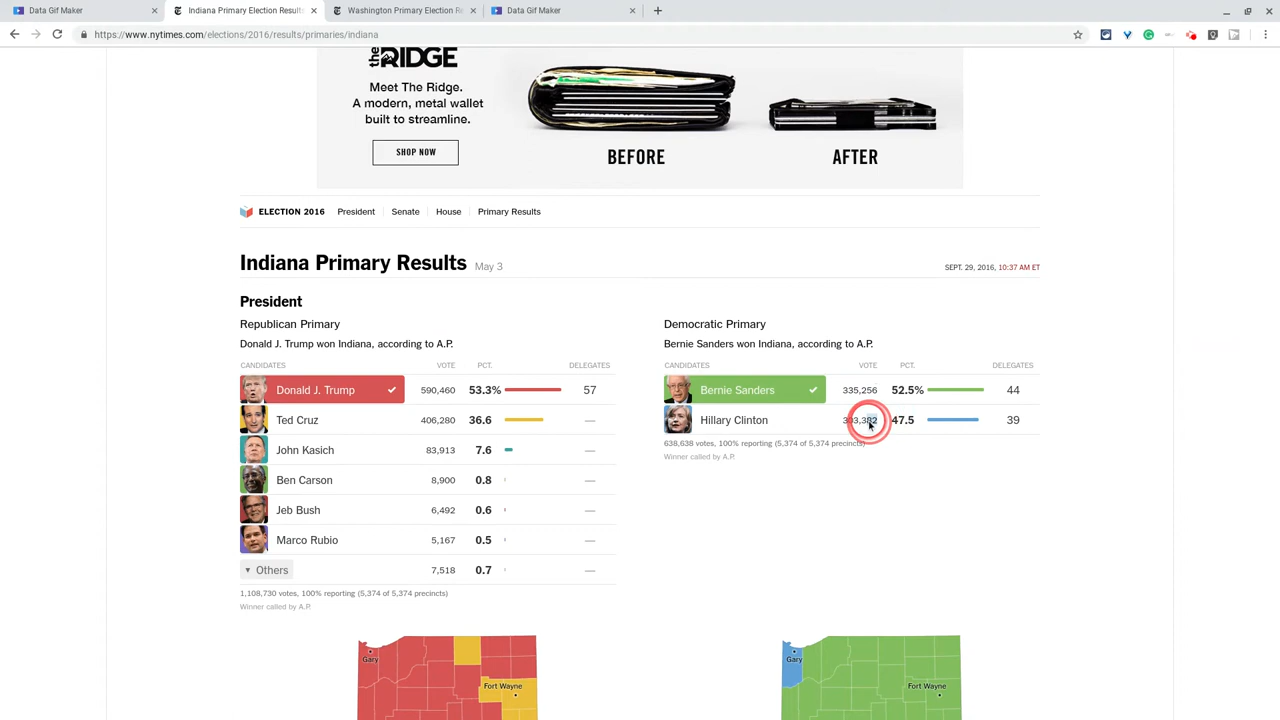 Data Gif Maker
Indiana Primary Election Results
Washington Primary Election Re
Data Gif Maker
https://www.nytimes.com/elections/2016/results/primaries/indiana
the RIDGE
Meet The Ridge.
A modern, metal wallet
built to streamline.
SHOP NOW
BEFORE
AFTER
ELECTION 2016 President Senate House Primary Results
Indiana Primary Results May 3
SEPT. 29, 2016, 10:37 AM ET
President
Republican Primary
Donald J. Trump won Indiana, according to A.P.
CANDIDATES VOTE PCT. DELEGATES
Donald J. Trump 590,460 53.3% 57
Ted Cruz 406,280 36.6 —
John Kasich 83,913 7.6 —
Ben Carson 8,900 0.8 —
Jeb Bush 6,492 0.6 —
Marco Rubio 5,167 0.5 —
Others 7,518 0.7 —
1,108,730 votes, 100% reporting (5,374 of 5,374 precincts)
Winner called by A.P.
Gary
Fort Wayne
Democratic Primary
Bernie Sanders won Indiana, according to A.P.
CANDIDATES VOTE PCT. DELEGATES
Bernie Sanders 335,256 52.5% 44
Hillary Clinton 303,382 47.5 39
638,638 votes, 100% reporting (5,374 of 5,374 precincts)
Winner called by A.P.
Gary
Fort Wayne